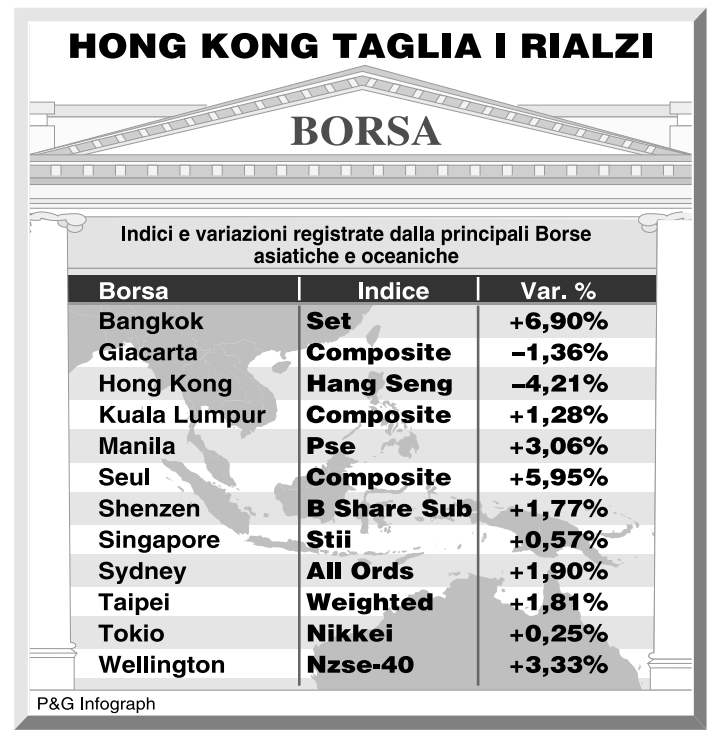 HONG KONG TAGLIA I RIALZI
BORSA
Indici e variazioni registrate dalla principali Borse
asiatiche e oceaniche
Borsa Indice Var. %
Bangkok Set +6,90%
Giacarta Composite –1,36%
Hong Kong Hang Seng –4,21%
Kuala Lumpur Composite +1,28%
Manila Pse +3,06%
Seul Composite +5,95%
Shenzen B Share Sub +1,77%
Singapore Stii +0,57%
Sydney All Ords +1,90%
Taipei Weighted +1,81%
Tokio Nikkei +0,25%
Wellington Nzse-40 +3,33%
P&G Infograph